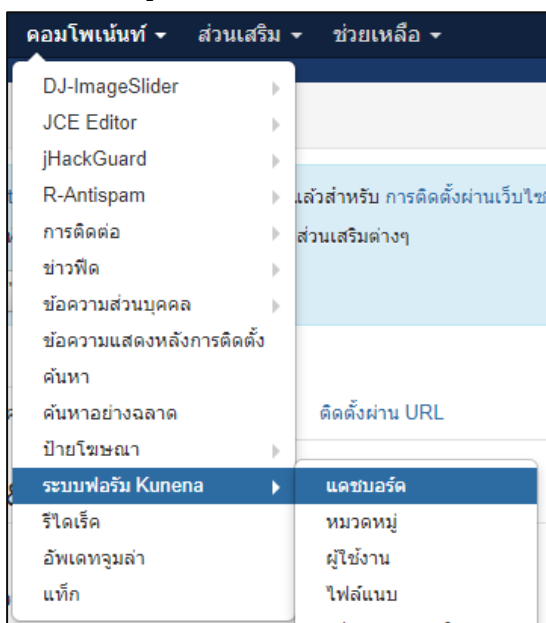 คอมโพเน้นท์ ส่วนเสริม ช่วยเหลือ
DJ-ImageSlider
JCE Editor
jHackGuard
R-Antispam
ล้วสำหรับ การติดตั้งผ่านเว็บไซ
การติดต่อ
ส่วนเสริมต่างๆ
ข่าวฟีด
ข้อความส่วนบุคคล
ข้อความแสดงหลังการติดตั้ง
ค้นหา
ค้นหาอย่างฉลาด
ติดตั้งผ่าน URL
ป้ายโฆษณา
ระบบฟอรัม Kunena
แดชบอร์ด
รีไดเร็ค
หมวดหมู่
อัพเดทจูมล่า
ผู้ใช้งาน
แท็ก
ไฟล์แนบ